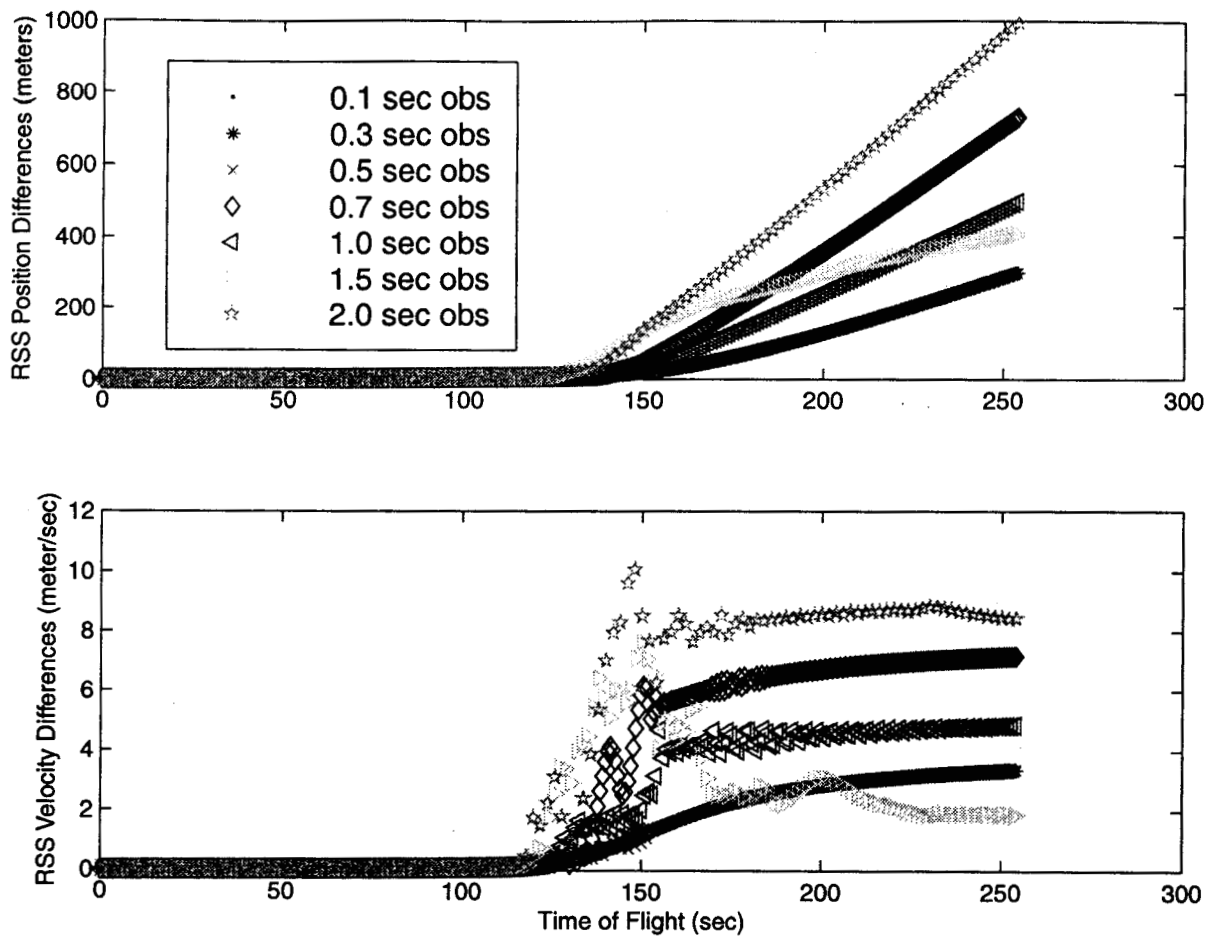 RSS Position Differences (meters)
1000
800
600
400
200
0
0.1 sec obs
0.3 sec obs
0.5 sec obs
0.7 sec obs
1.0 sec obs
1.5 sec obs
2.0 sec obs
0 50 100 150 200 250 300
RSS Velocity Differences (meter/sec)
12
10
8
6
4
2
0
0 50 100 150 200 250 300
Time of Flight (sec)